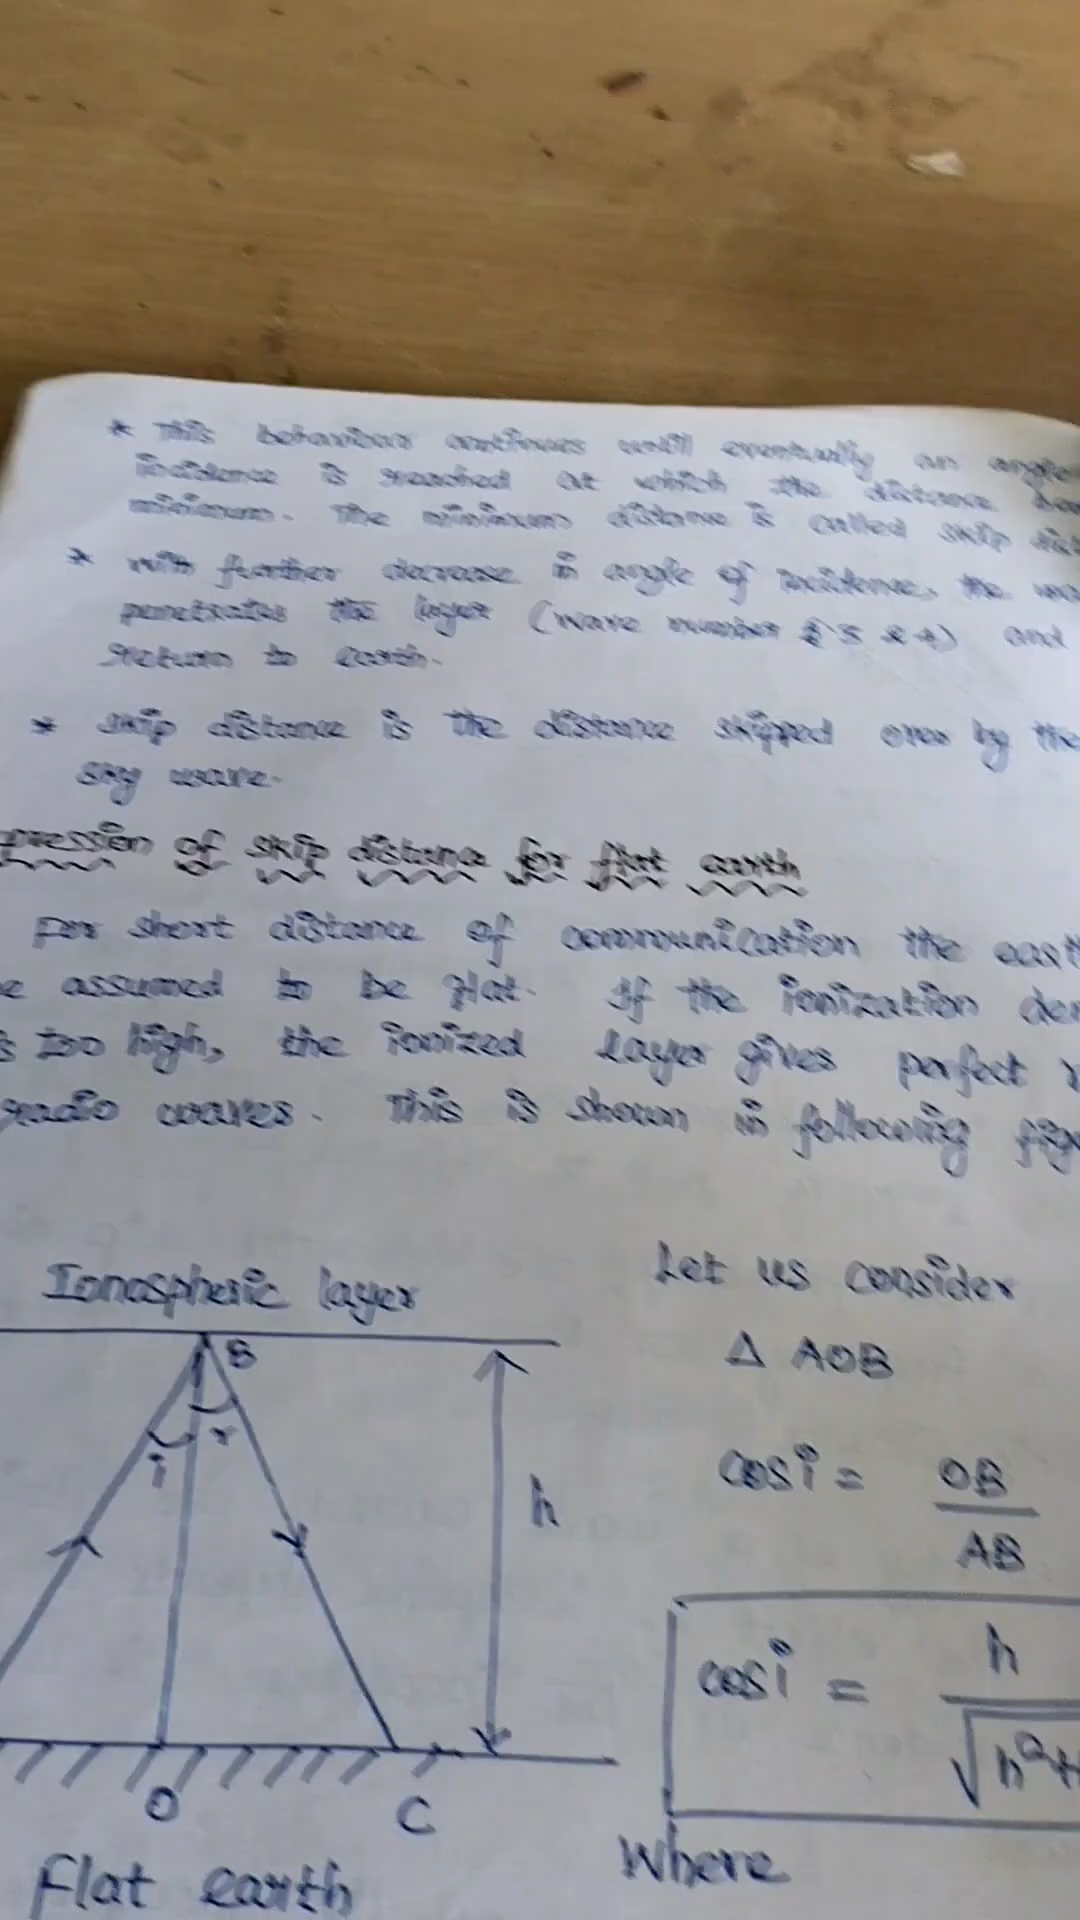 * This behaviour continues until eventually an angle
incidence is reached at which the distance
minimum. The minimum distance is called skip
* with further decrease in angle of incidence, the
penetrates the layer (wave number and
return to earth.
* skip distance is the distance skipped over by the
sky wave.
pression of skip distance for flat earth
For short distance of communication the eart
e assumed to be flat. If the ionization den
s too high, the ionized layer gives perfect
radio waves. This is shown in following fig
Ionospheric layer
B
i r
h
O C
Flat earth
Let us consider
Δ AOB
cos i = OB / AB
cos i = h / √h²+
Where